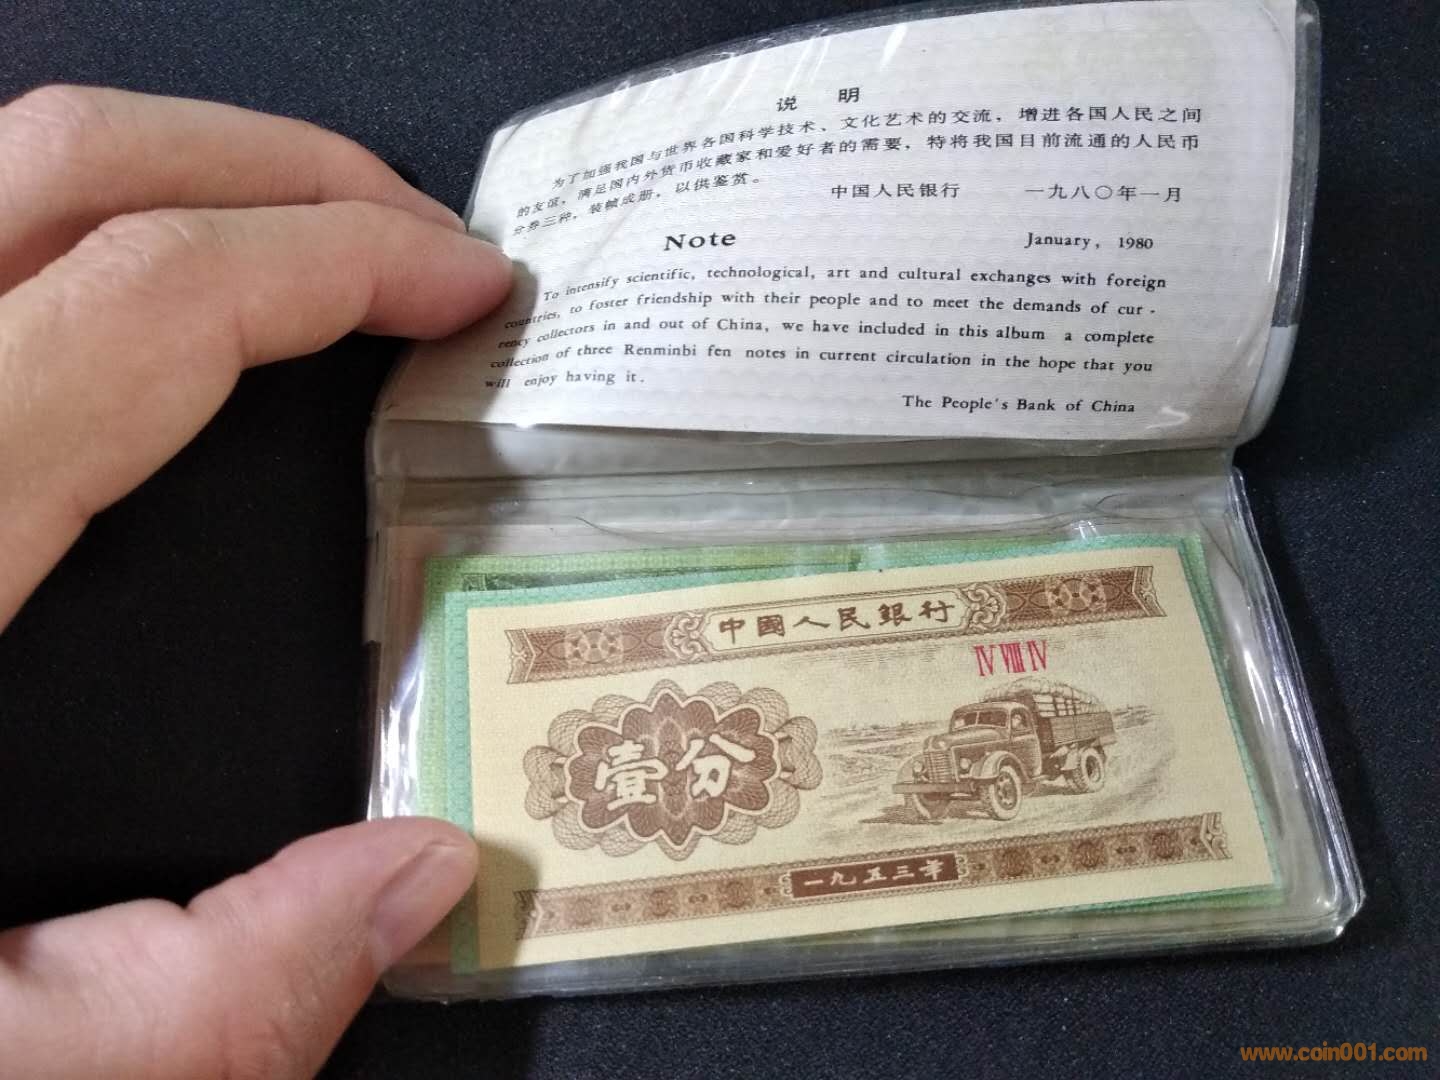 说 明
为了加强我国与世界各国科学技术、文化艺术的交流，增进各国人民之间
的友谊，满足国内外货币收藏家和爱好者的需要，特将我国目前流通的人民币
分券三种，装帧成册，以供鉴赏。
中国人民银行 一九八〇年一月
Note
January, 1980
To intensify scientific, technological, art and cultural exchanges with foreign
countries, to foster friendship with their people and to meet the demands of cur-
rency collectors in and out of China, we have included in this album a complete
collection of three Renminbi fen notes in current circulation in the hope that you
will enjoy having it.
The People's Bank of China
中國人民銀行
ⅣⅧⅣ
壹分
一九五三年
www.coin001.com